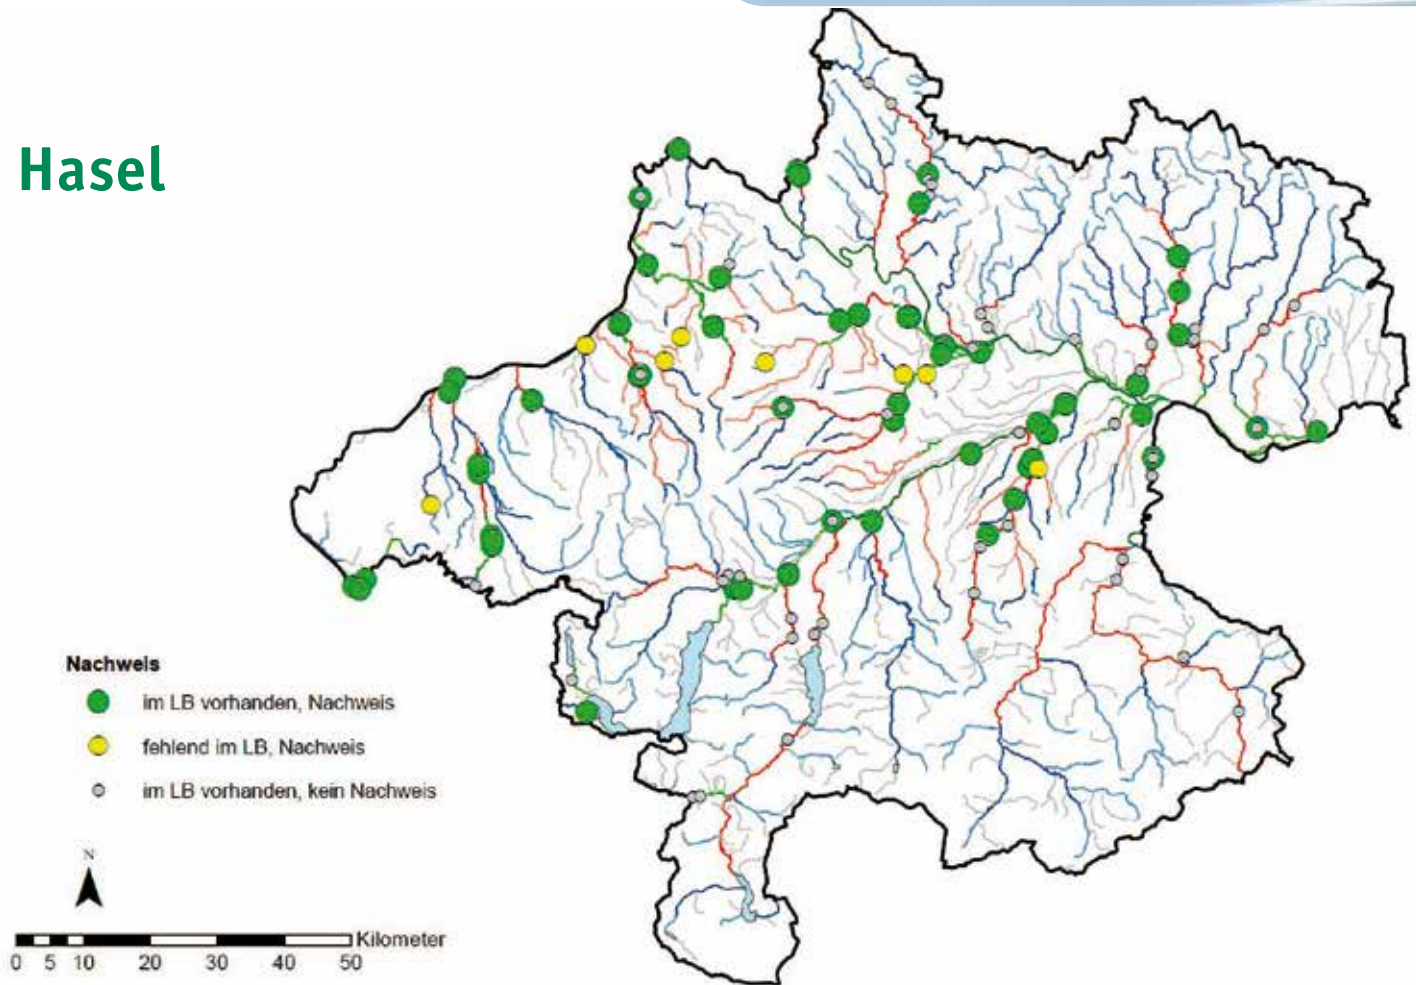 Hasel
Nachweis
im LB vorhanden, Nachweis
fehlend im LB, Nachweis
im LB vorhanden, kein Nachweis
N
Kilometer
0 5 10 20 30 40 50